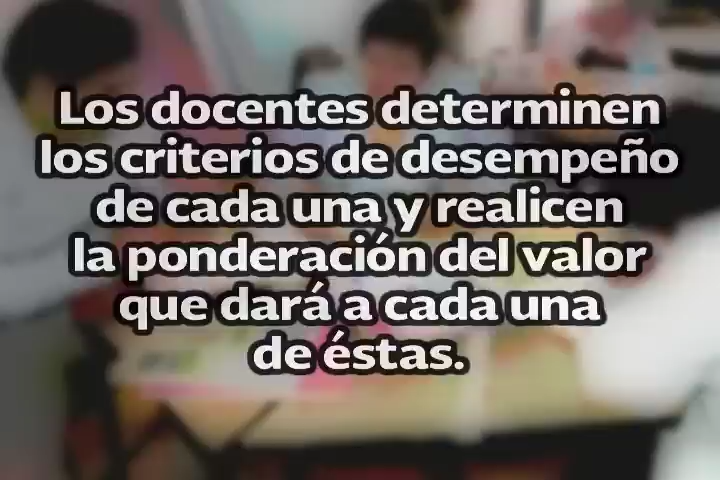 Los docentes determinen
los criterios de desempeño
de cada una y realicen
la ponderación del valor
que dará a cada una
de éstas.